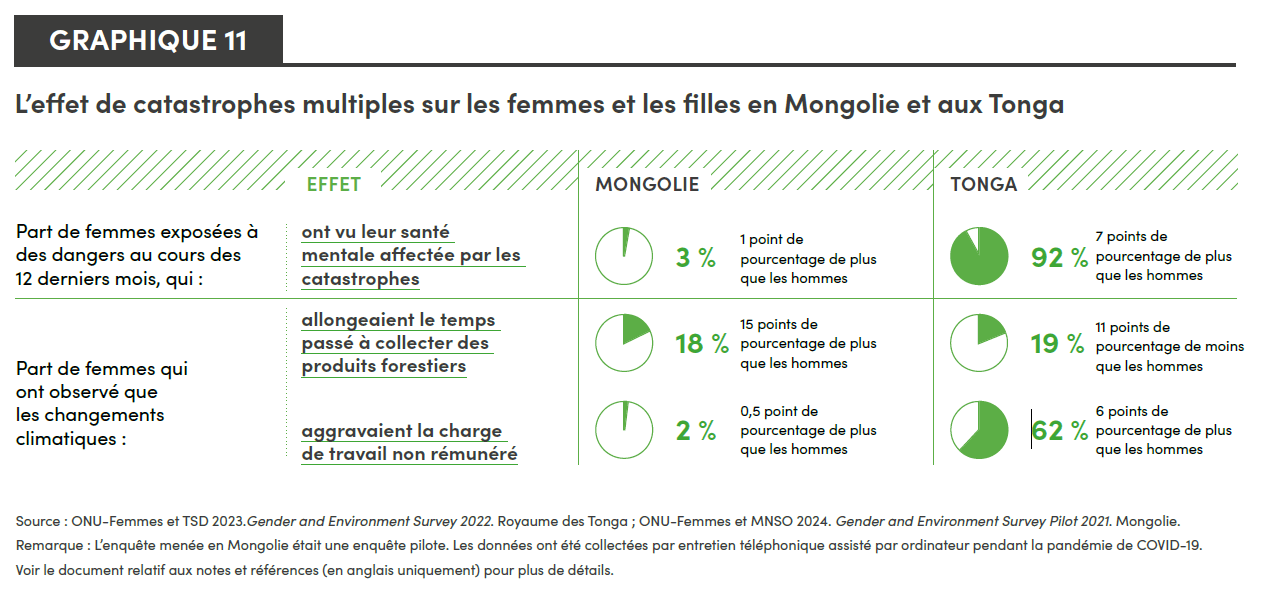 GRAPHIQUE 11
L’effet de catastrophes multiples sur les femmes et les filles en Mongolie et aux Tonga
EFFET
MONGOLIE
TONGA
Part de femmes exposées à
des dangers au cours des
12 derniers mois, qui :
ont vu leur santé
mentale affectée par les
catastrophes
3 %
1 point de
pourcentage de plus
que les hommes
92 %
7 points de
pourcentage de plus
que les hommes
Part de femmes qui
ont observé que
les changements
climatiques :
allongeaient le temps
passé à collecter des
produits forestiers
18 %
15 points de
pourcentage de plus
que les hommes
19 %
11 points de
pourcentage de moins
que les hommes
aggravaient la charge
de travail non rémunéré
2 %
0,5 point de
pourcentage de plus
que les hommes
62 %
6 points de
pourcentage de plus
que les hommes
Source : ONU-Femmes et TSD 2023.Gender and Environment Survey 2022. Royaume des Tonga ; ONU-Femmes et MNSO 2024. Gender and Environment Survey Pilot 2021. Mongolie.
Remarque : L’enquête menée en Mongolie était une enquête pilote. Les données ont été collectées par entretien téléphonique assisté par ordinateur pendant la pandémie de COVID-19.
Voir le document relatif aux notes et références (en anglais uniquement) pour plus de détails.